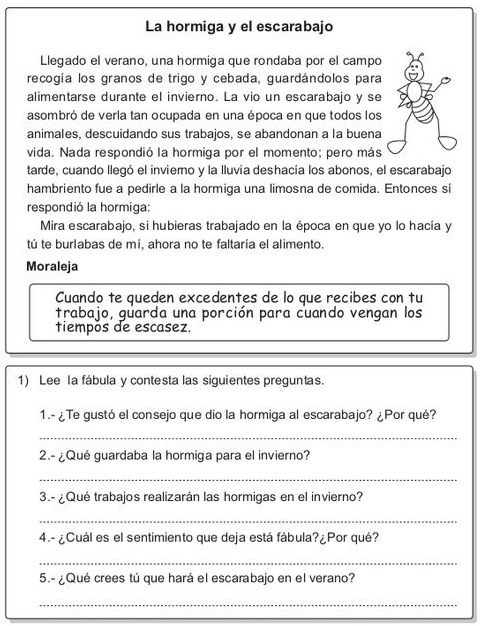 La hormiga y el escarabajo
Llegado el verano, una hormiga que rondaba por el campo
recogía los granos de trigo y cebada, guardándolos para
alimentarse durante el invierno. La vio un escarabajo y se
asombró de verla tan ocupada en una época en que todos los
animales, descuidando sus trabajos, se abandonan a la buena
vida. Nada respondió la hormiga por el momento; pero más
tarde, cuando llegó el invierno y la lluvia deshacía los abonos, el escarabajo
hambriento fue a pedirle a la hormiga una limosna de comida. Entonces sí
respondió la hormiga:
Mira escarabajo, si hubieras trabajado en la época en que yo lo hacía y
tú te burlabas de mí, ahora no te faltaría el alimento.
Moraleja
Cuando te queden excedentes de lo que recibes con tu
trabajo, guarda una porción para cuando vengan los
tiempos de escasez.
1) Lee la fábula y contesta las siguientes preguntas.
1.- ¿Te gustó el consejo que dio la hormiga al escarabajo? ¿Por qué?
2.- ¿Qué guardaba la hormiga para el invierno?
3.- ¿Qué trabajos realizarán las hormigas en el invierno?
4.- ¿Cuál es el sentimiento que deja está fábula?¿Por qué?
5.- ¿Qué crees tú que hará el escarabajo en el verano?